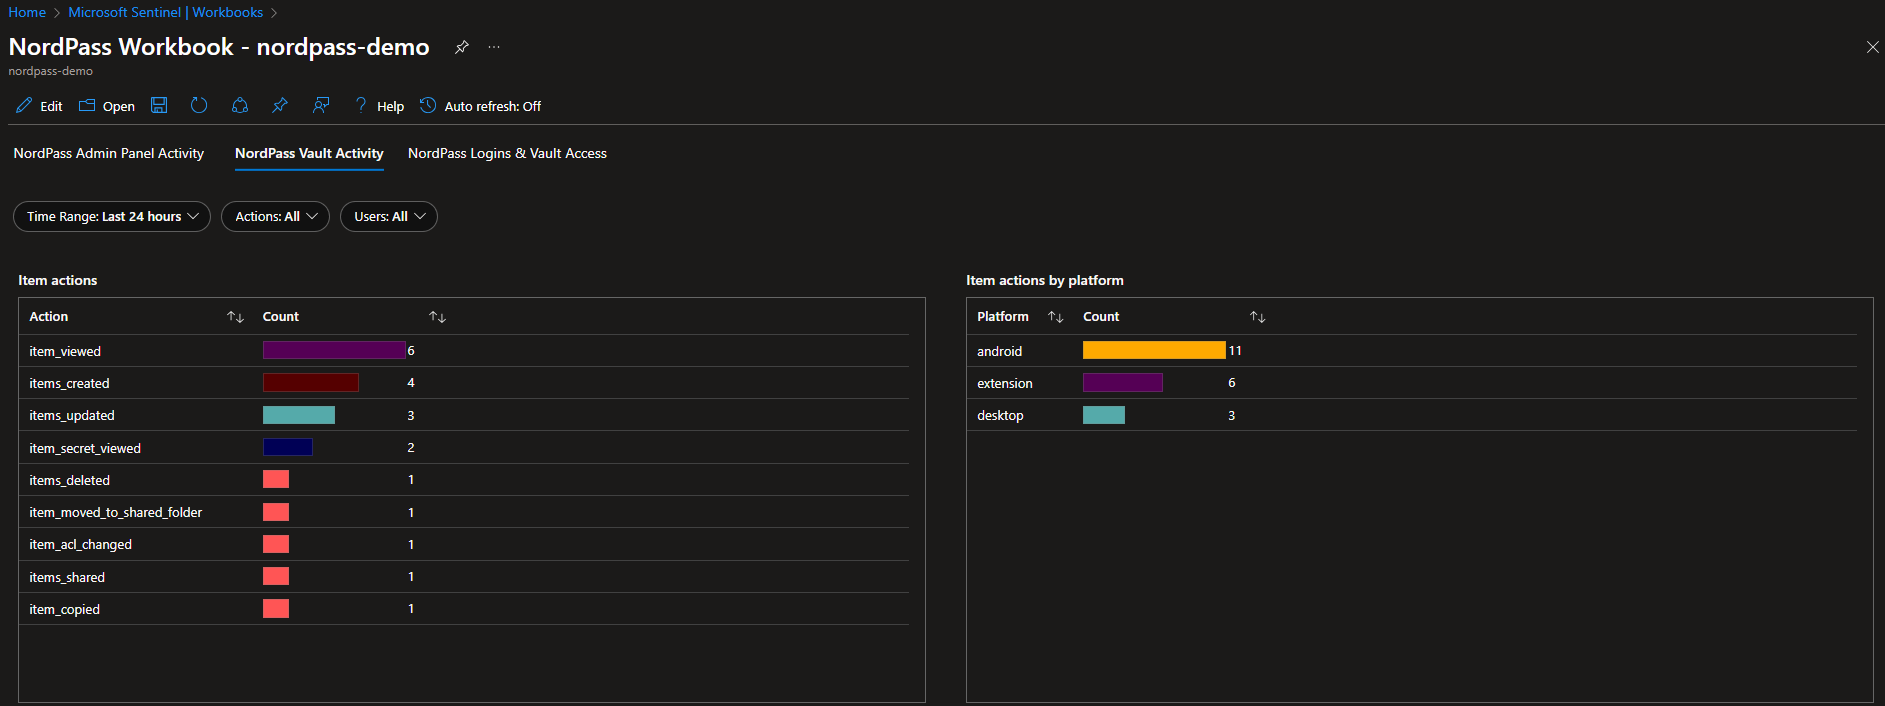 Home > Microsoft Sentinel | Workbooks >
NordPass Workbook - nordpass-demo ...
nordpass-demo
Edit Open ? Help Auto refresh: Off
NordPass Admin Panel Activity NordPass Vault Activity NordPass Logins & Vault Access
Time Range: Last 24 hours Actions: All Users: All
Item actions
Action Count
item_viewed 6
items_created 4
items_updated 3
item_secret_viewed 2
items_deleted 1
item_moved_to_shared_folder 1
item_acl_changed 1
items_shared 1
item_copied 1
Item actions by platform
Platform Count
android 11
extension 6
desktop 3